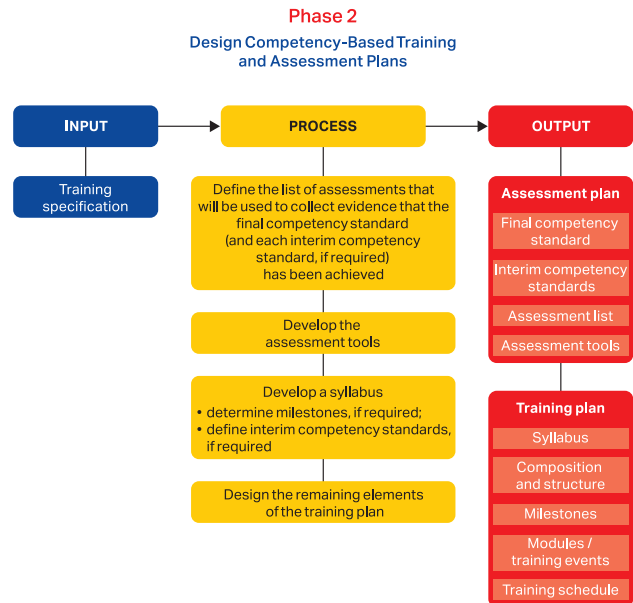 Phase 2
Design Competency-Based Training
and Assessment Plans
INPUT
PROCESS
OUTPUT
Training
specification
Define the list of assessments that
will be used to collect evidence that the
final competency standard
(and each interim competency
standard, if required)
has been achieved
Develop the
assessment tools
Develop a syllabus
• determine milestones, if required;
• define interim competency standards,
if required
Design the remaining elements
of the training plan
Assessment plan
Final competency
standard
Interim competency
standards
Assessment list
Assessment tools
Training plan
Syllabus
Composition
and structure
Milestones
Modules /
training events
Training schedule